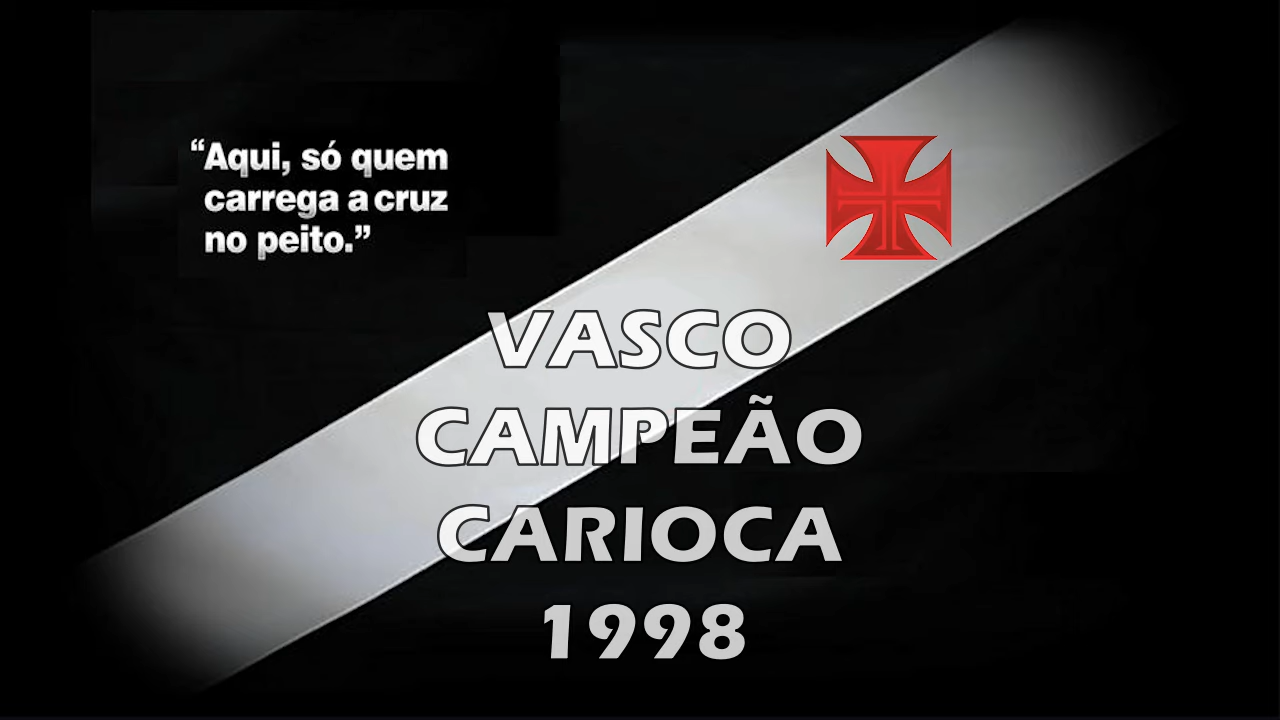 “Aqui, só quem
carrega a cruz
no peito.”
VASCO
CAMPEÃO
CARIOCA
1998